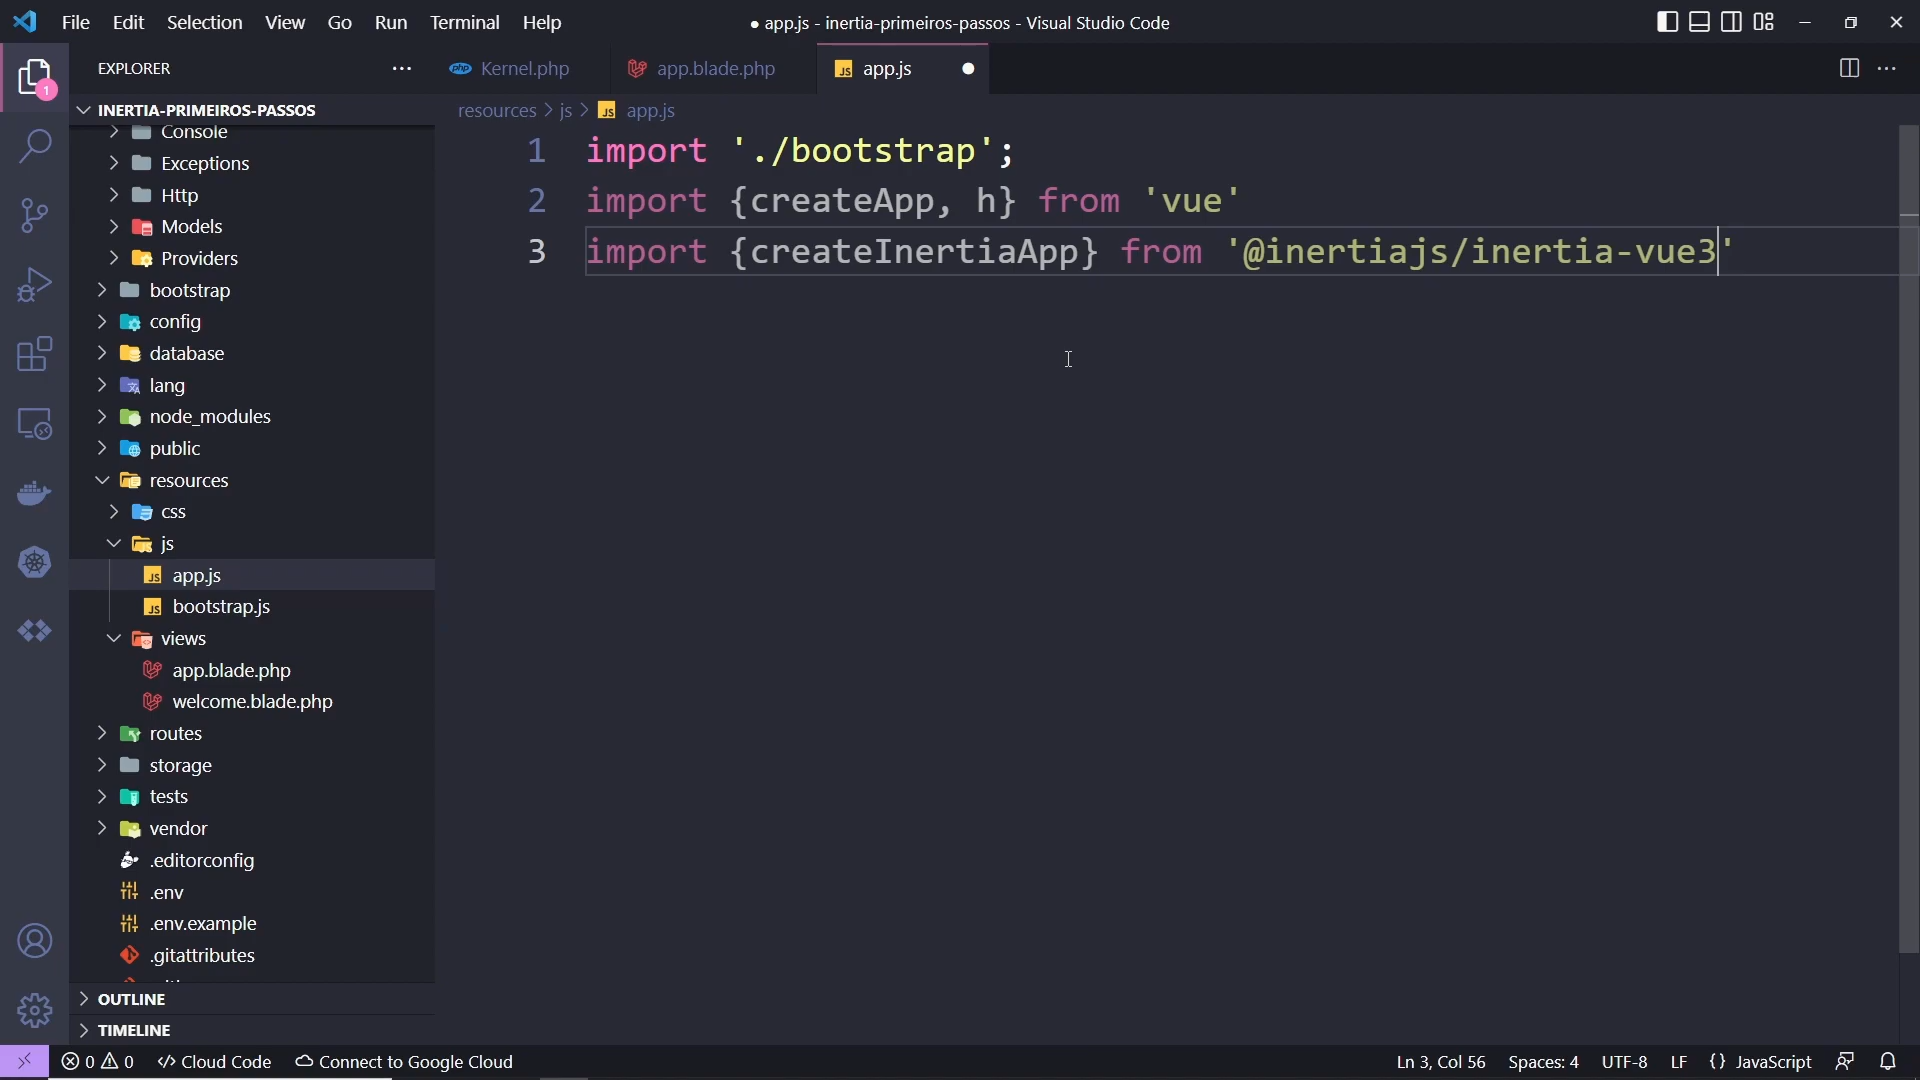 File Edit Selection View Go Run Terminal Help
● app.js - inertia-primeiros-passos - Visual Studio Code
EXPLORER
Kernel.php
app.blade.php
app.js
1
INERTIA-PRIMEIROS-PASSOS
resources > js > JS app.js
Console
Exceptions
Http
Models
Providers
bootstrap
config
database
lang
node_modules
public
resources
css
js
JS app.js
JS bootstrap.js
views
app.blade.php
welcome.blade.php
routes
storage
tests
vendor
.editorconfig
.env
.env.example
.gitattributes
OUTLINE
TIMELINE
1 import './bootstrap';
2 import {createApp, h} from 'vue'
3 import {createInertiaApp} from '@inertiajs/inertia-vue3'
0 0 Cloud Code Connect to Google Cloud
Ln 3, Col 56 Spaces: 4 UTF-8 LF {} JavaScript